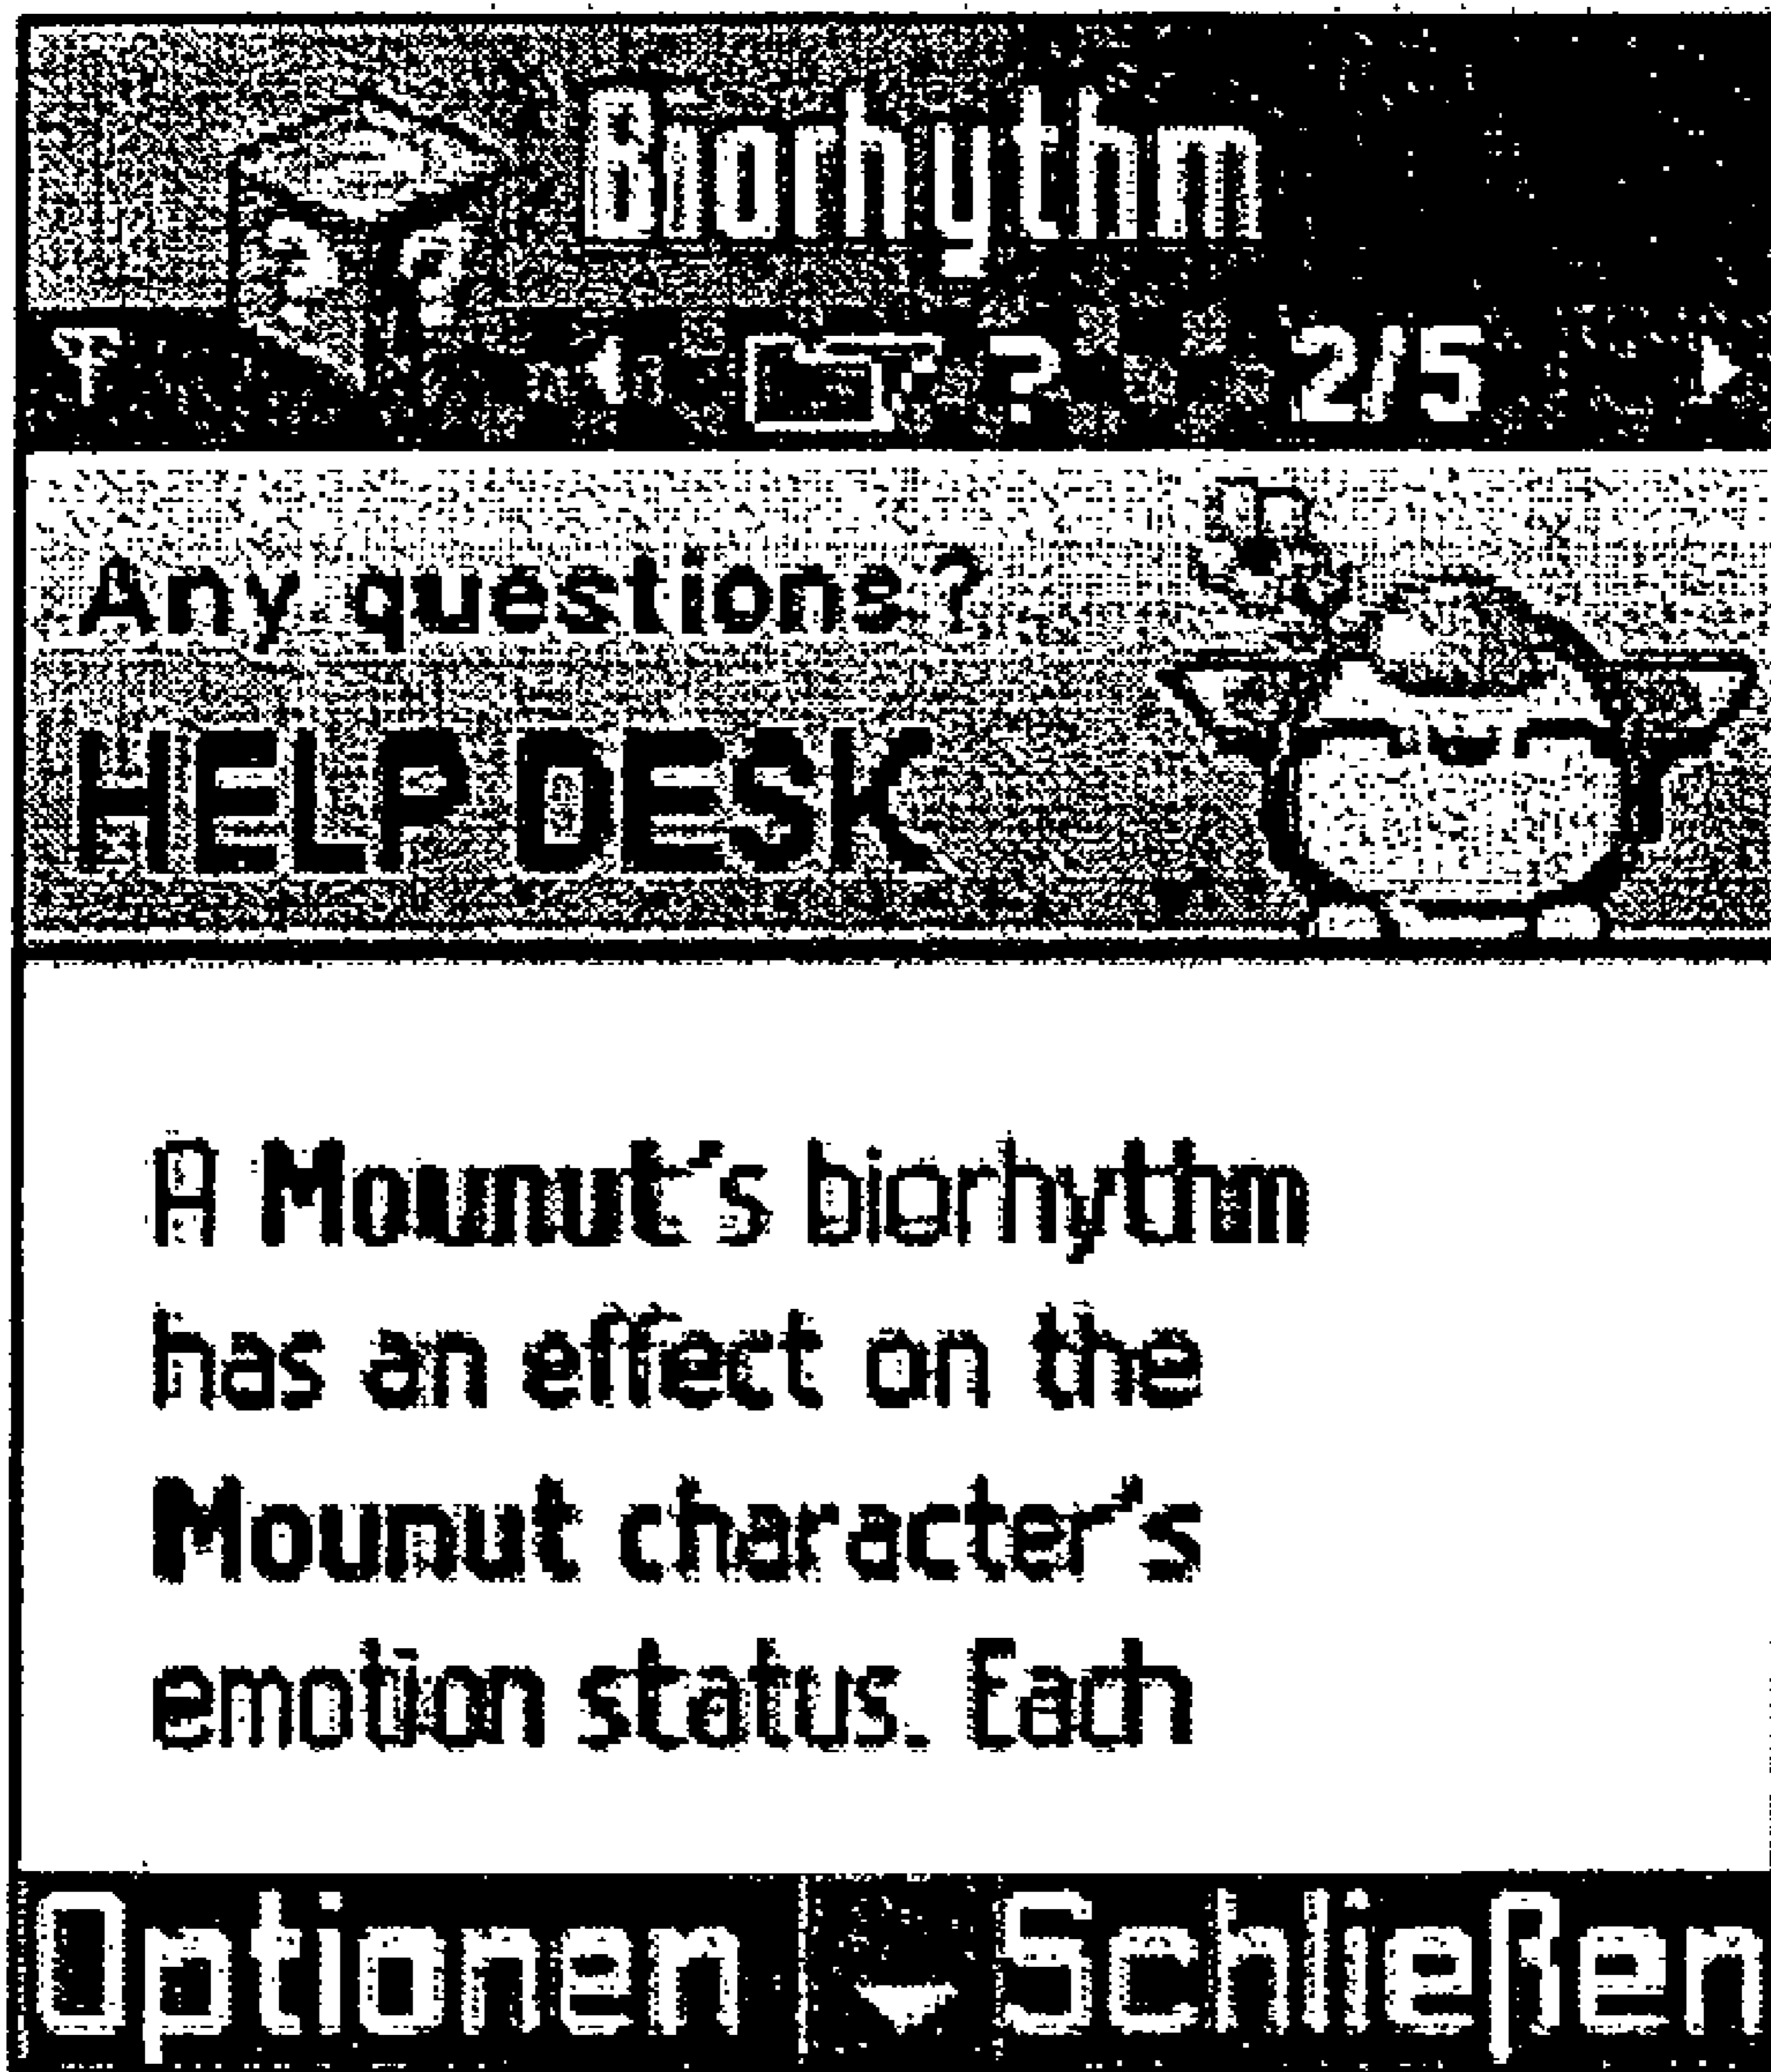 Biorhythm
? 2/5
Any questions?
HELP DESK
A Mounut's biorhythm
has an effect on the
Mounut character's
emotion status. Each
Optionen Schließen